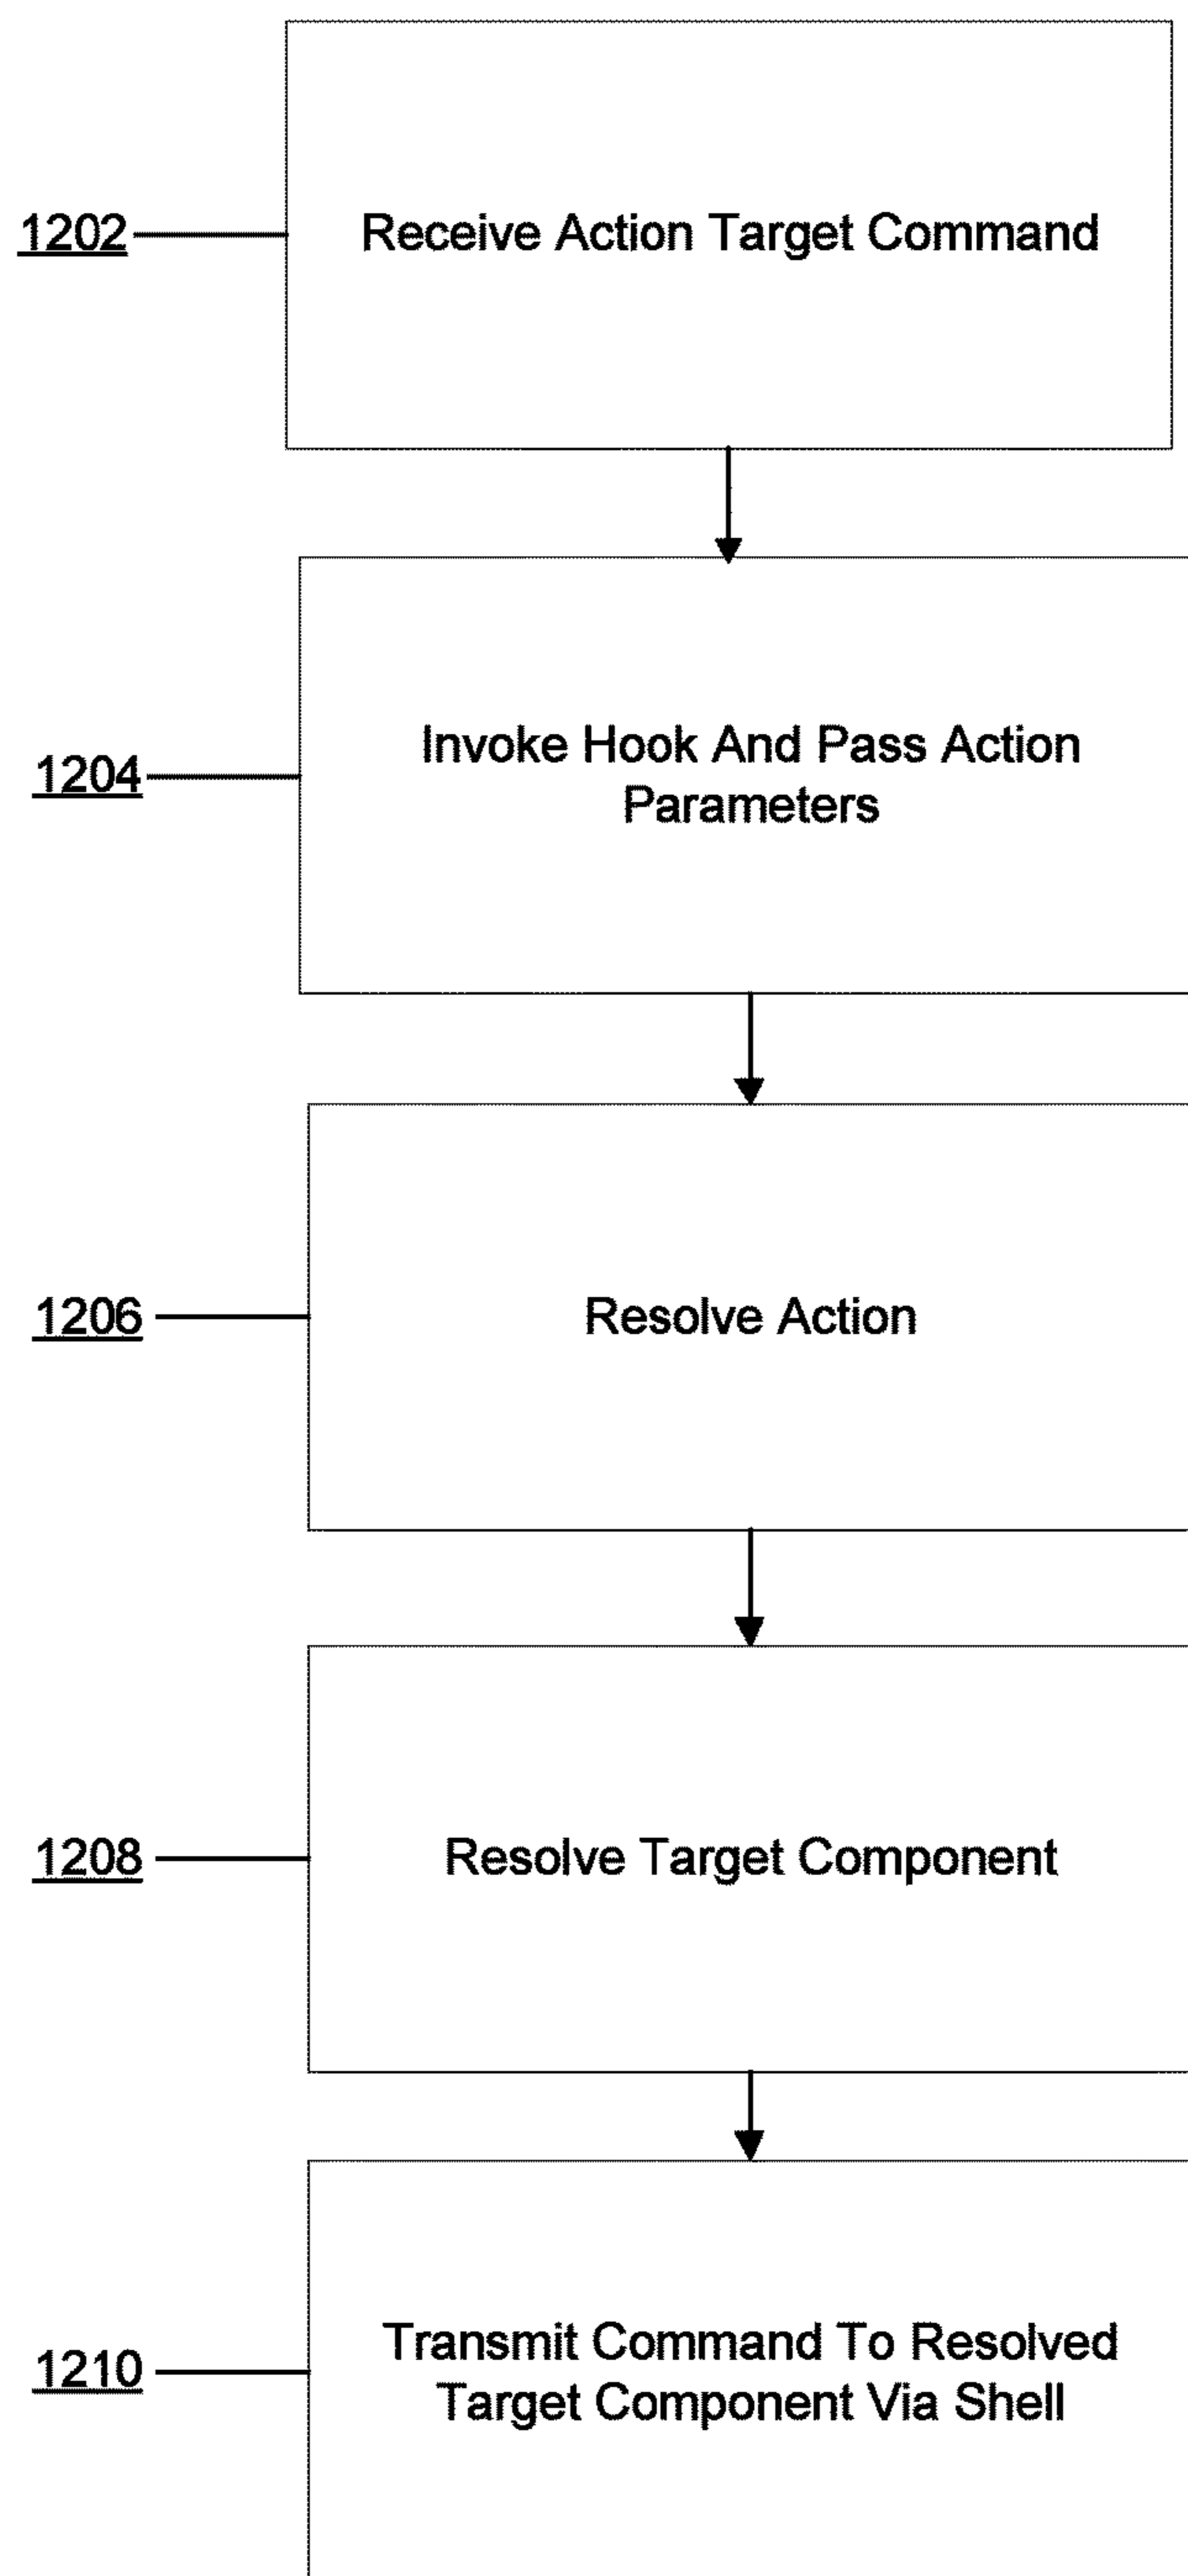 1202
Receive Action Target Command
1204
Invoke Hook And Pass Action
Parameters
1206
Resolve Action
1208
Resolve Target Component
1210
Transmit Command To Resolved
Target Component Via Shell